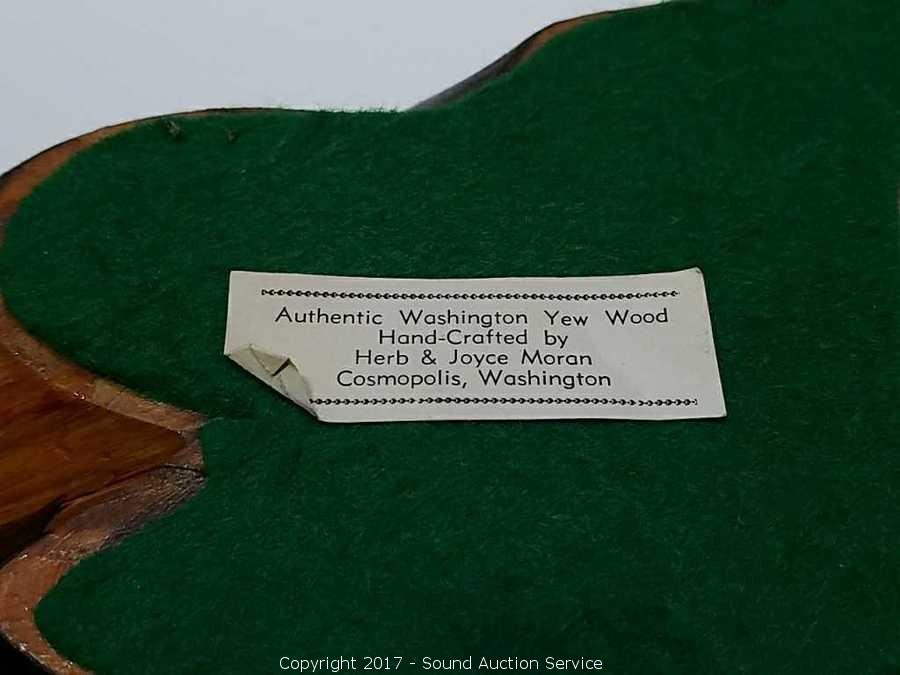 Authentic Washington Yew Wood
Hand-Crafted by
Herb & Joyce Moran
Cosmopolis, Washington
Copyright 2017 - Sound Auction Service